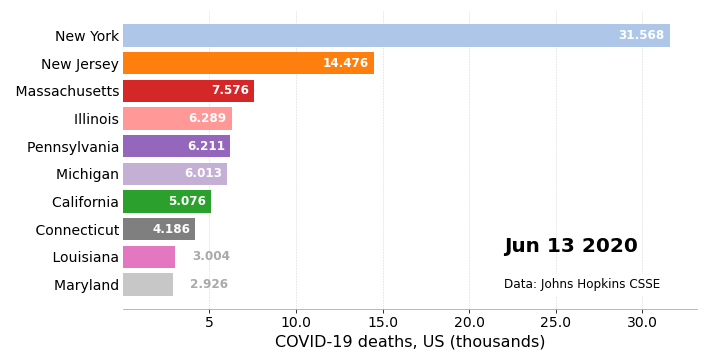 New York 31.568
New Jersey 14.476
Massachusetts 7.576
Illinois 6.289
Pennsylvania 6.211
Michigan 6.013
California 5.076
Connecticut 4.186
Louisiana 3.004
Maryland 2.926
Jun 13 2020
Data: Johns Hopkins CSSE
5 10.0 15.0 20.0 25.0 30.0
COVID-19 deaths, US (thousands)